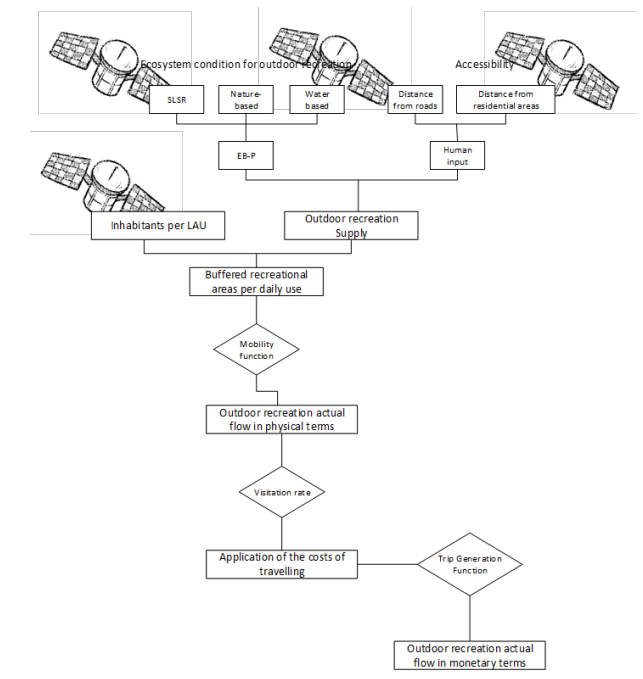 Ecosystem condition for outdoor recreation
Accessibility
SLSR
Nature-
based
Water
based
Distance
from roads
Distance from
residential areas
EB-P
Human
input
Inhabitants per LAU
Outdoor recreation
Supply
Buffered recreational
areas per daily use
Mobility
function
Outdoor recreation actual
flow in physical terms
Visitation rate
Application of the costs of
travelling
Trip Generation
Function
Outdoor recreation actual
flow in monetary terms